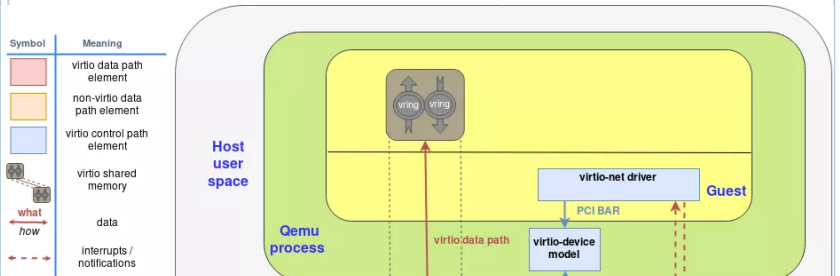 Symbol Meaning
virtio data path
element
non-virtio data
path element
virtio control path
element
virtio shared
memory
what
how
data
interrupts /
notifications
vring vring
Host
user
space
virtio-net driver
Guest
PCI BAR
Qemu
process
virtio data path
virtio-device
model